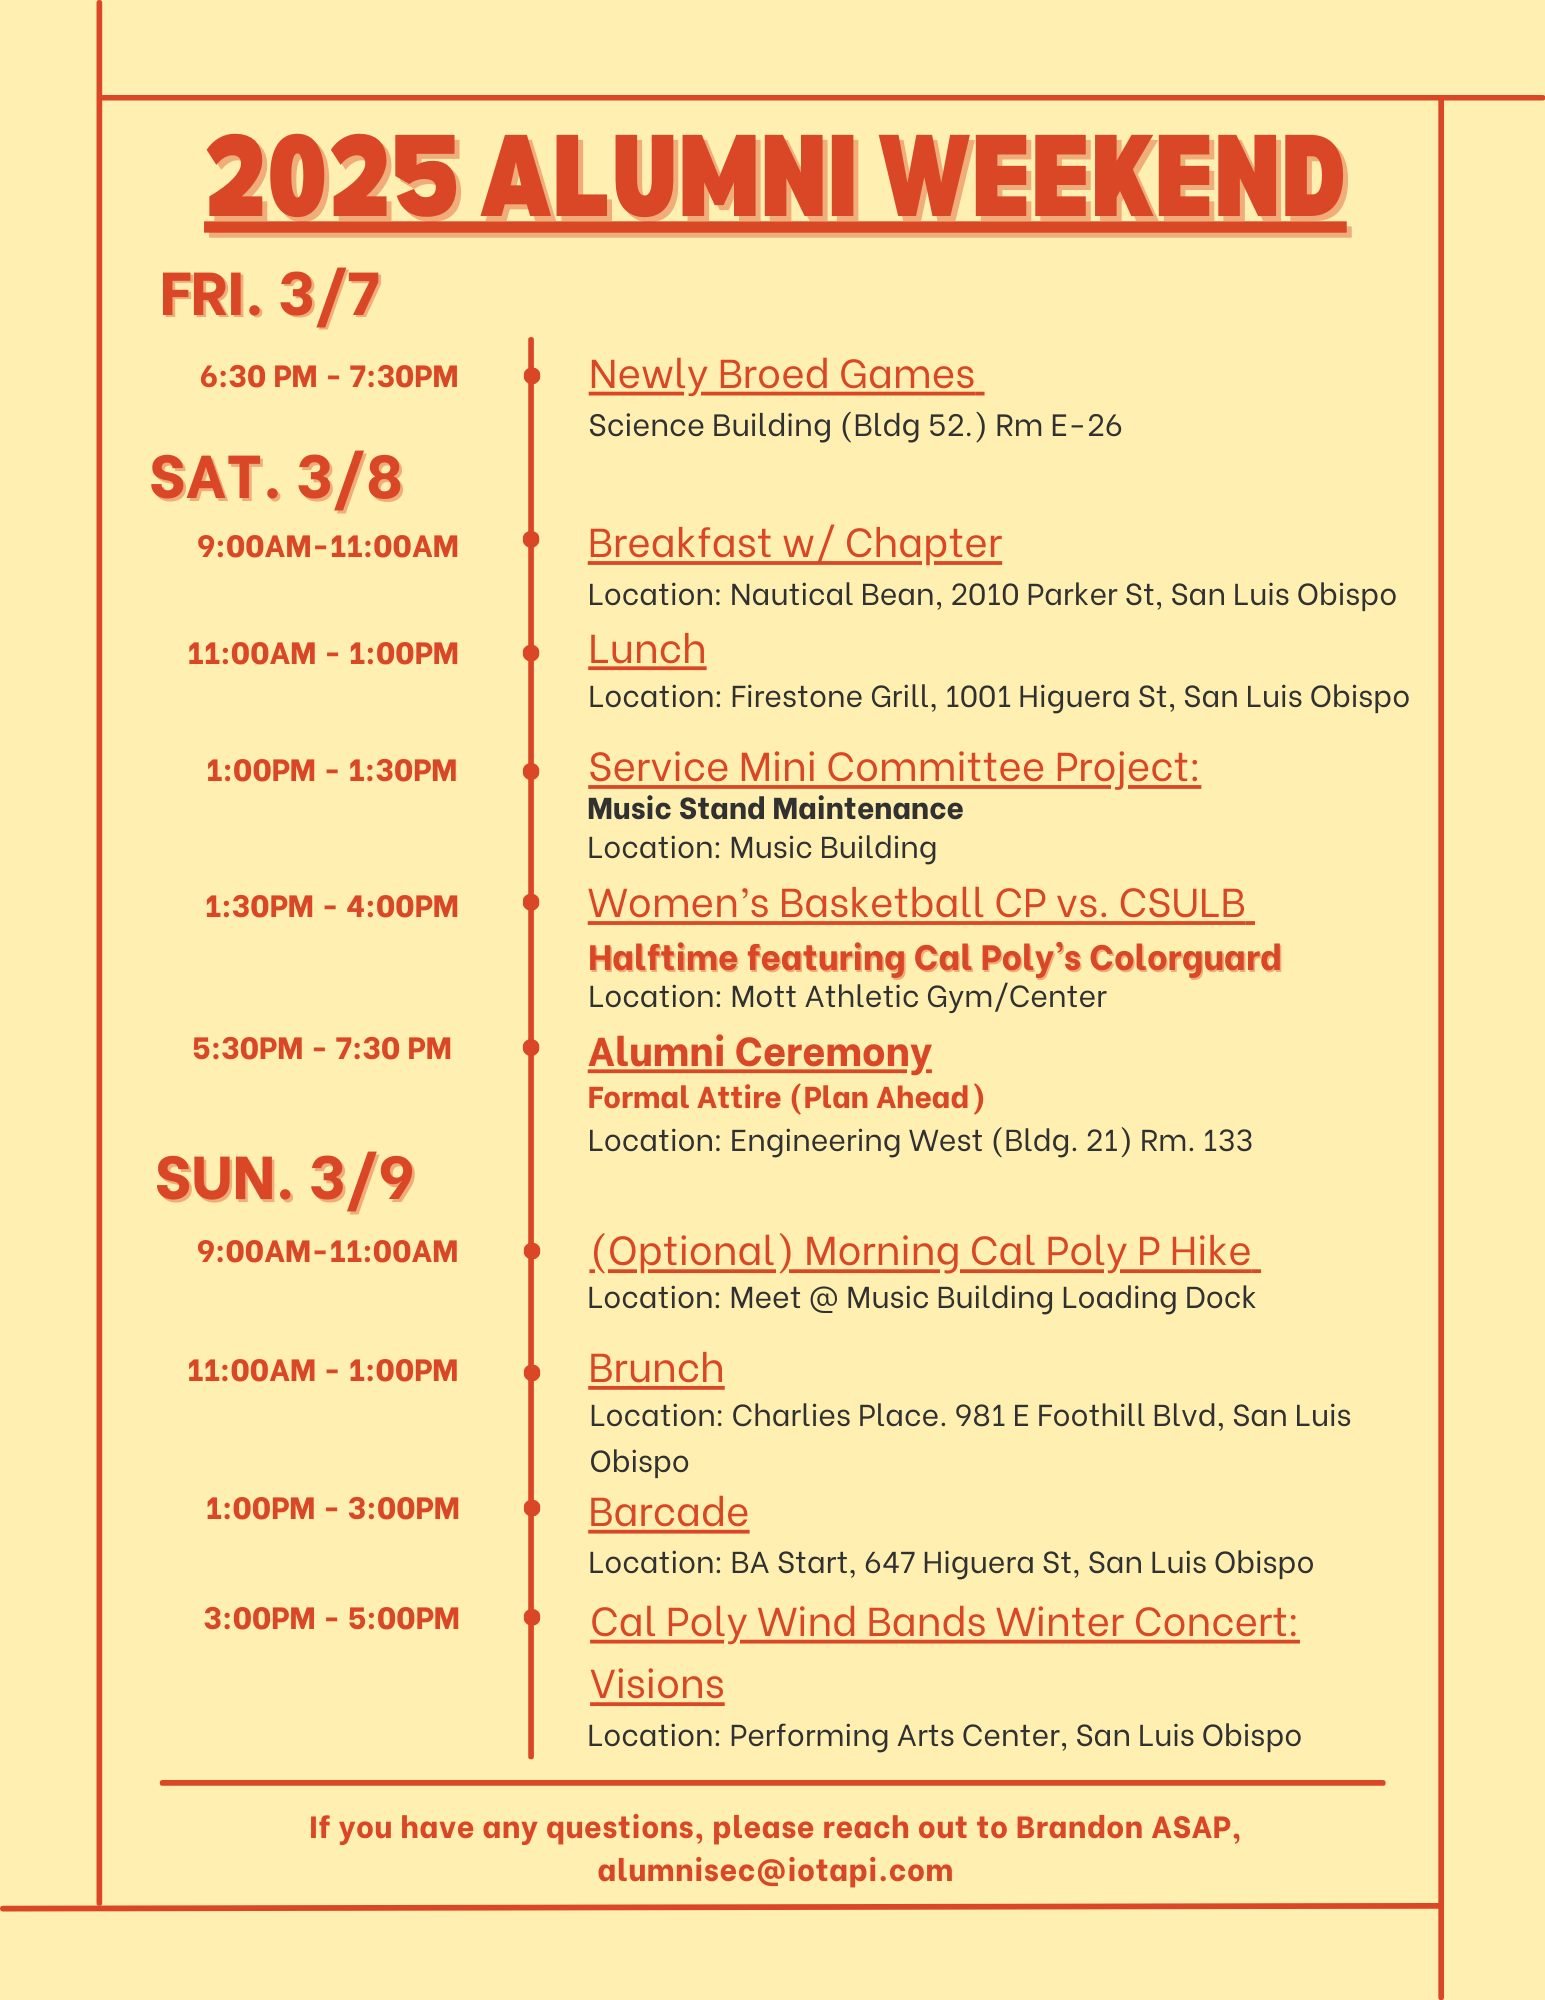 2025 ALUMNI WEEKEND
FRI. 3/7
6:30 PM - 7:30PM
Newly Broed Games
Science Building (Bldg 52.) Rm E-26
SAT. 3/8
9:00AM-11:00AM
Breakfast w/ Chapter
Location: Nautical Bean, 2010 Parker St, San Luis Obispo
11:00AM - 1:00PM
Lunch
Location: Firestone Grill, 1001 Higuera St, San Luis Obispo
1:00PM - 1:30PM
Service Mini Committee Project:
Music Stand Maintenance
Location: Music Building
1:30PM - 4:00PM
Women's Basketball CP vs. CSULB
Halftime featuring Cal Poly's Colorguard
Location: Mott Athletic Gym/Center
5:30PM - 7:30 PM
Alumni Ceremony
Formal Attire (Plan Ahead)
Location: Engineering West (Bldg. 21) Rm. 133
SUN. 3/9
9:00AM-11:00AM
(Optional) Morning Cal Poly P Hike
Location: Meet @ Music Building Loading Dock
11:00AM - 1:00PM
Brunch
Location: Charlies Place. 981 E Foothill Blvd, San Luis
Obispo
1:00PM - 3:00PM
Barcade
Location: BA Start, 647 Higuera St, San Luis Obispo
3:00PM - 5:00PM
Cal Poly Wind Bands Winter Concert:
Visions
Location: Performing Arts Center, San Luis Obispo
If you have any questions, please reach out to Brandon ASAP,
alumnisec@iotapi.com